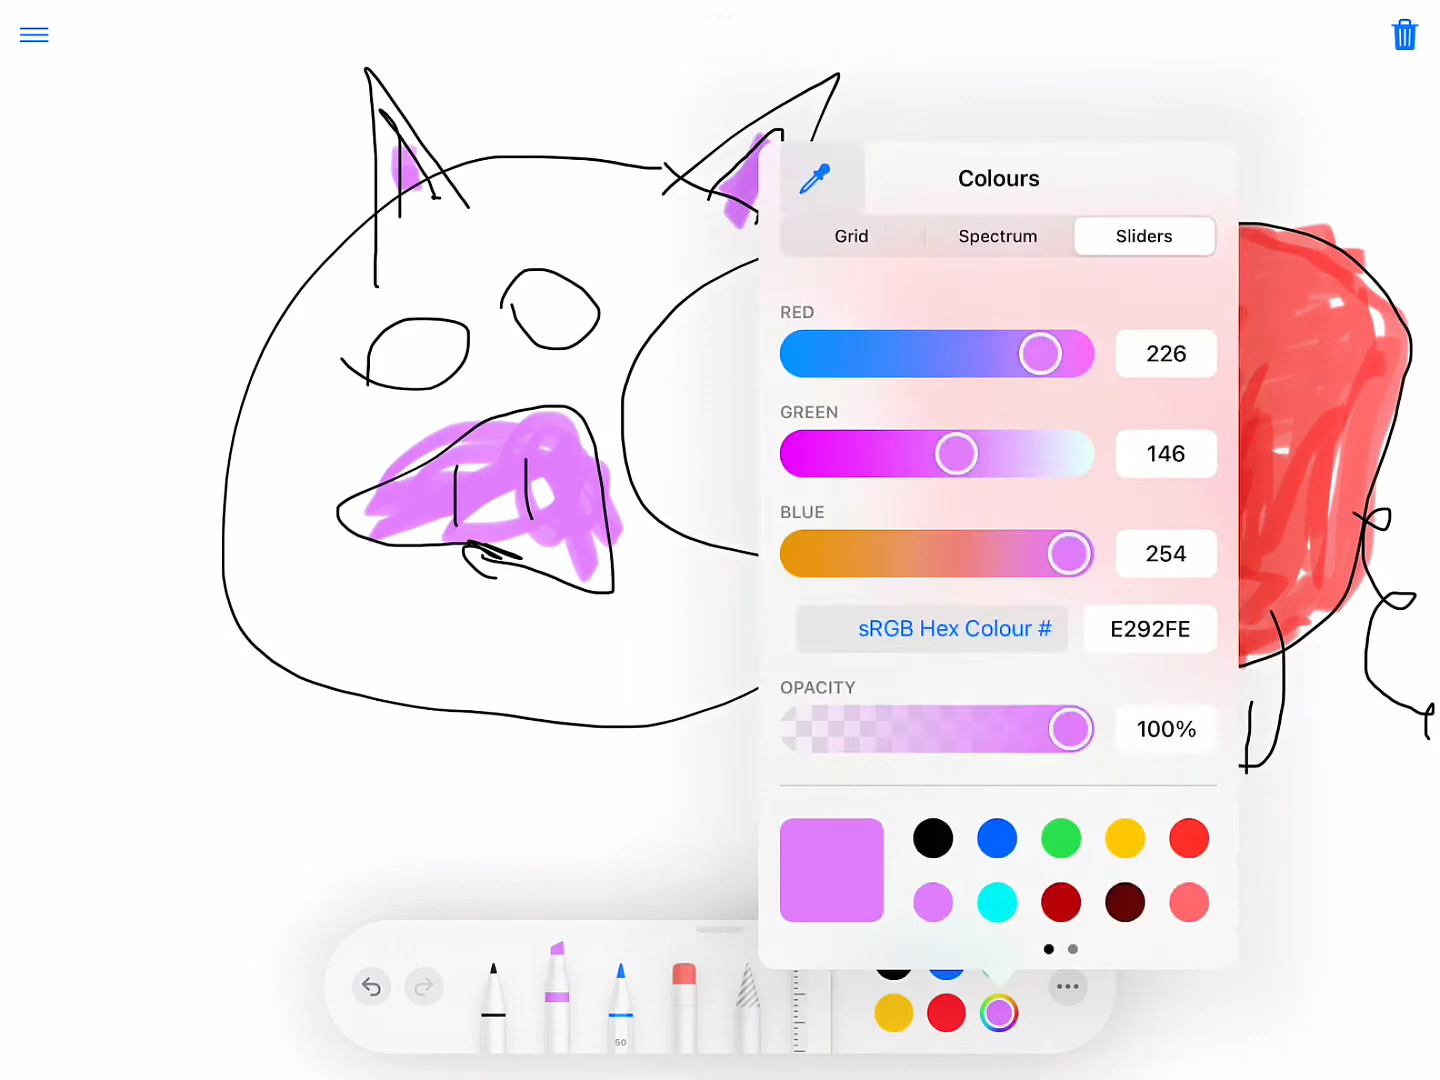 Colours
Grid Spectrum Sliders
RED
226
GREEN
146
BLUE
254
sRGB Hex Colour # E292FE
OPACITY
100%
50